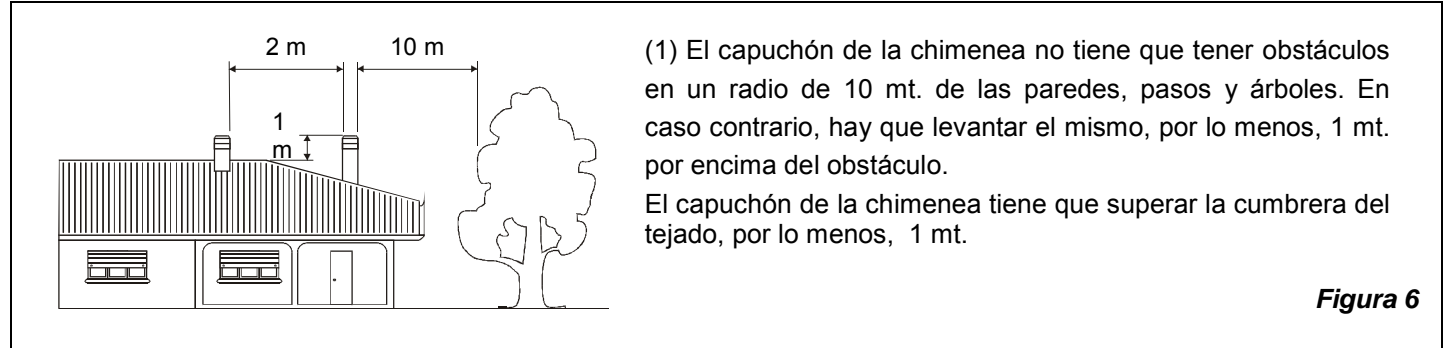 2 m
10 m
1
m
(1) El capuchón de la chimenea no tiene que tener obstáculos
en un radio de 10 mt. de las paredes, pasos y árboles. En
caso contrario, hay que levantar el mismo, por lo menos, 1 mt.
por encima del obstáculo.
El capuchón de la chimenea tiene que superar la cumbrera del
tejado, por lo menos, 1 mt.
Figura 6